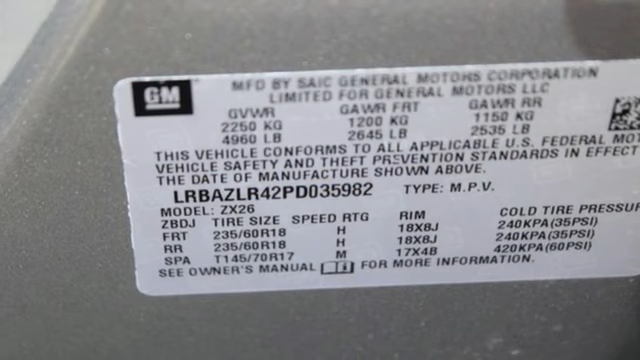 GM
MFD BY SAIC GENERAL MOTORS CORPORATION
LIMITED FOR GENERAL MOTORS LLC
GVWR GAWR FRT GAWR RR
2250 KG 1200 KG 1150 KG
4960 LB 2645 LB 2535 LB
THIS VEHICLE CONFORMS TO ALL APPLICABLE U.S. FEDERAL MOT
VEHICLE SAFETY AND THEFT PREVENTION STANDARDS IN EFFECT
THE DATE OF MANUFACTURE SHOWN ABOVE.
LRBAZLR42PD035982 TYPE: M.P.V.
MODEL: ZX26
ZBDJ TIRE SIZE SPEED RTG RIM COLD TIRE PRESSUR
FRT 235/60R18 H 18X8J 240KPA(35PSI)
RR 235/60R18 H 18X8J 240KPA(35PSI)
SPA T145/70R17 M 17X4B 420KPA(60PSI)
SEE OWNER'S MANUAL FOR MORE INFORMATION.